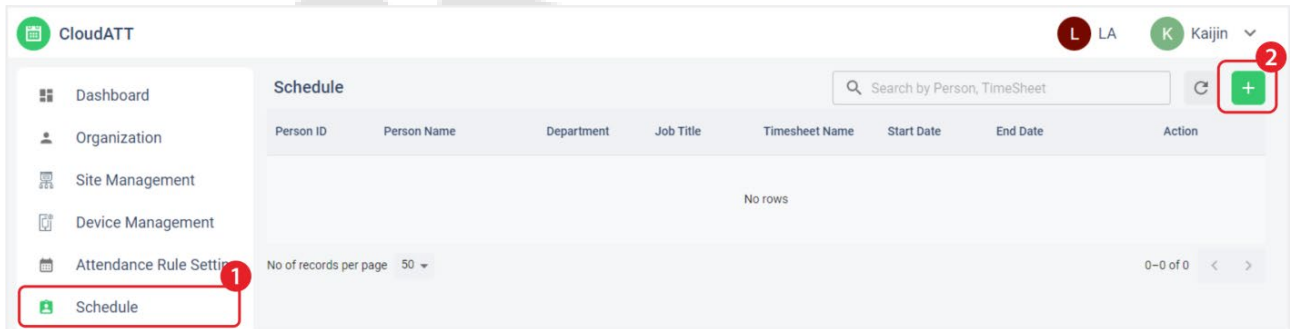 CloudATT
L LA K Kaijin
2
Dashboard
Organization
Site Management
Device Management
Attendance Rule Settin
1
Schedule
Schedule
Search by Person, TimeSheet
+
Person ID Person Name Department Job Title Timesheet Name Start Date End Date Action
No rows
No of records per page 50 0–0 of 0 < >